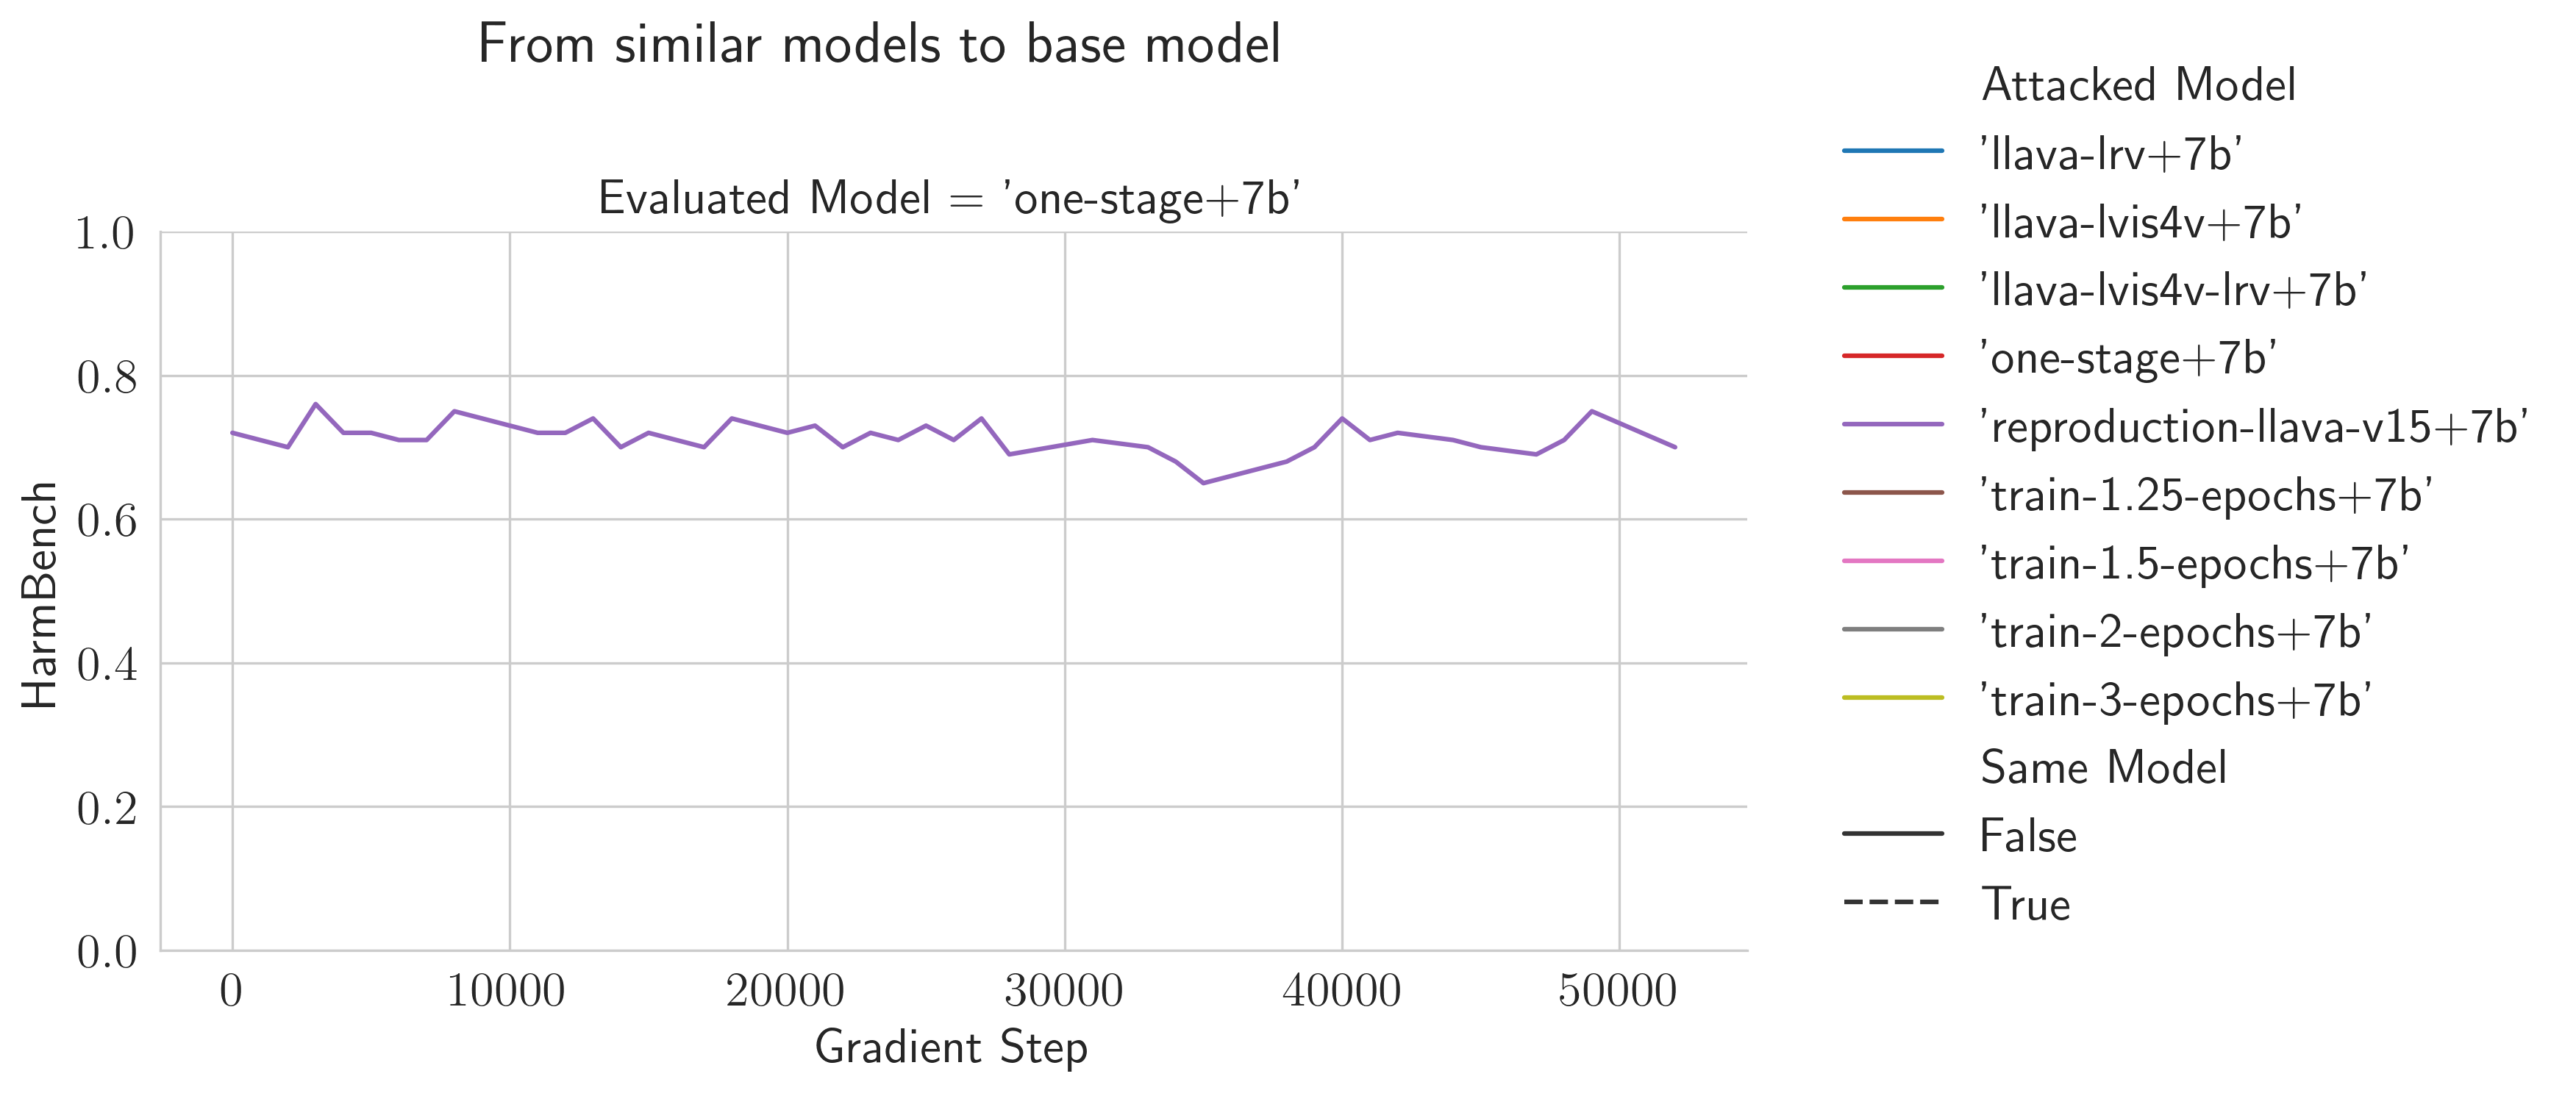 From similar models to base model
Evaluated Model = 'one-stage+7b'
1.0
0.8
0.6
0.4
0.2
0.0
HarmBench
0 10000 20000 30000 40000 50000
Gradient Step
Attacked Model
'llava-lrv+7b'
'llava-lvis4v+7b'
'llava-lvis4v-lrv+7b'
'one-stage+7b'
'reproduction-llava-v15+7b'
'train-1.25-epochs+7b'
'train-1.5-epochs+7b'
'train-2-epochs+7b'
'train-3-epochs+7b'
Same Model
False
True